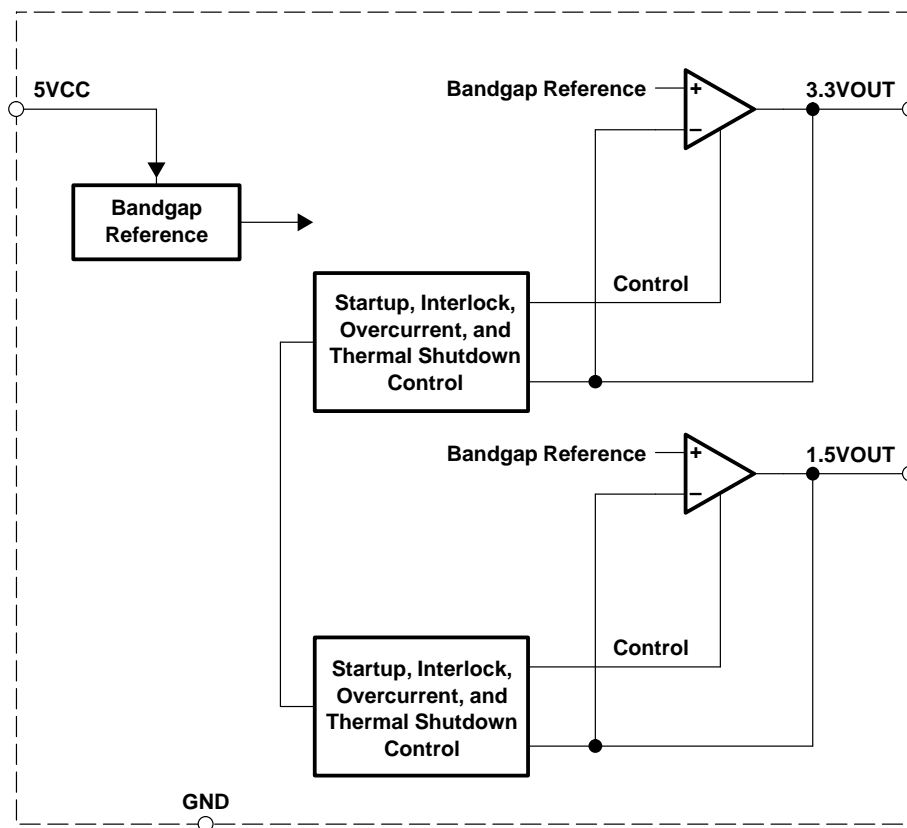 5VCC
Bandgap Reference
+
3.3VOUT
−
Bandgap
Reference
Control
Startup, Interlock,
Overcurrent, and
Thermal Shutdown
Control
Bandgap Reference
+
1.5VOUT
−
Control
Startup, Interlock,
Overcurrent, and
Thermal Shutdown
Control
GND